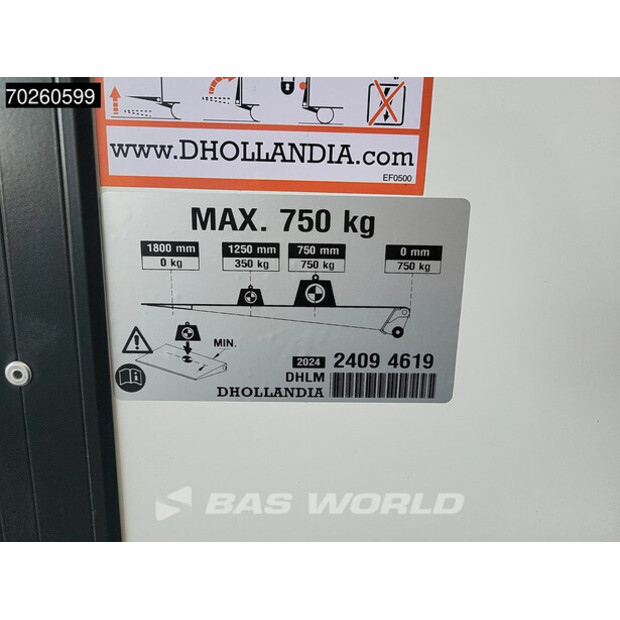 70260599
www.DHOLLANDIA.com
EF0500
MAX. 750 kg
1800 mm 1250 mm 750 mm 0 mm
0 kg 350 kg 750 kg 750 kg
MIN.
2024 2409 4619
DHLM
DHOLLANDIA
BAS WORLD